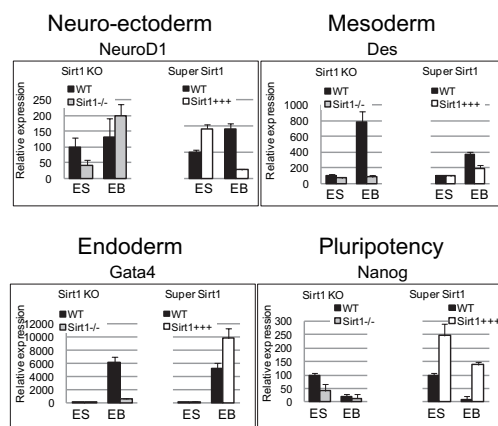 Neuro-ectoderm
NeuroD1
Sirt1 KO
Super Sirt1
WT
Sirt1-/-
WT
Sirt1+++
Relative expression
250
200
150
100
50
0
ES EB ES EB
Mesoderm
Des
Sirt1 KO
Super Sirt1
WT
Sirt1-/-
WT
Sirt1+++
Relative expression
1000
800
600
400
200
0
ES EB ES EB
Endoderm
Gata4
Sirt1 KO
Super Sirt1
WT
Sirt1-/-
WT
Sirt1+++
Relative expression
12000
10000
8000
6000
4000
2000
0
ES EB ES EB
Pluripotency
Nanog
Sirt1 KO
Super Sirt1
WT
Sirt1-/-
WT
Sirt1+++
Relative expression
300
250
200
150
100
50
0
ES EB ES EB